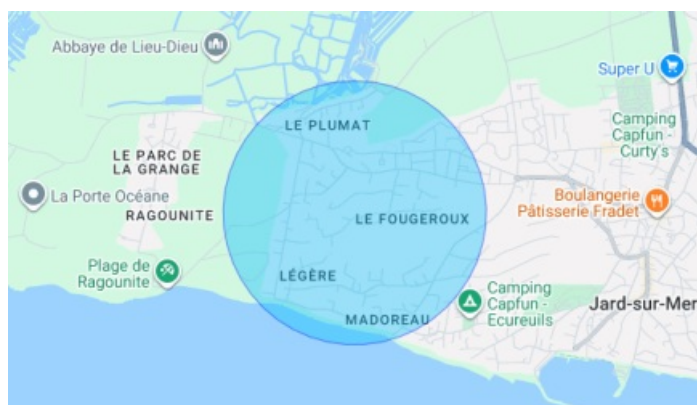 Abbaye de Lieu-Dieu
Super U
LE PLUMAT
Camping
Capfun -
Curty's
LE PARC DE
LA GRANGE
La Porte Océane
RAGOUNITE
LE FOUGEROUX
Boulangerie
Pâtisserie Fradet
Plage de
Ragounite
LÉGÈRE
Camping
Capfun -
Ecureuils
MADOREAU
Jard-sur-Mer